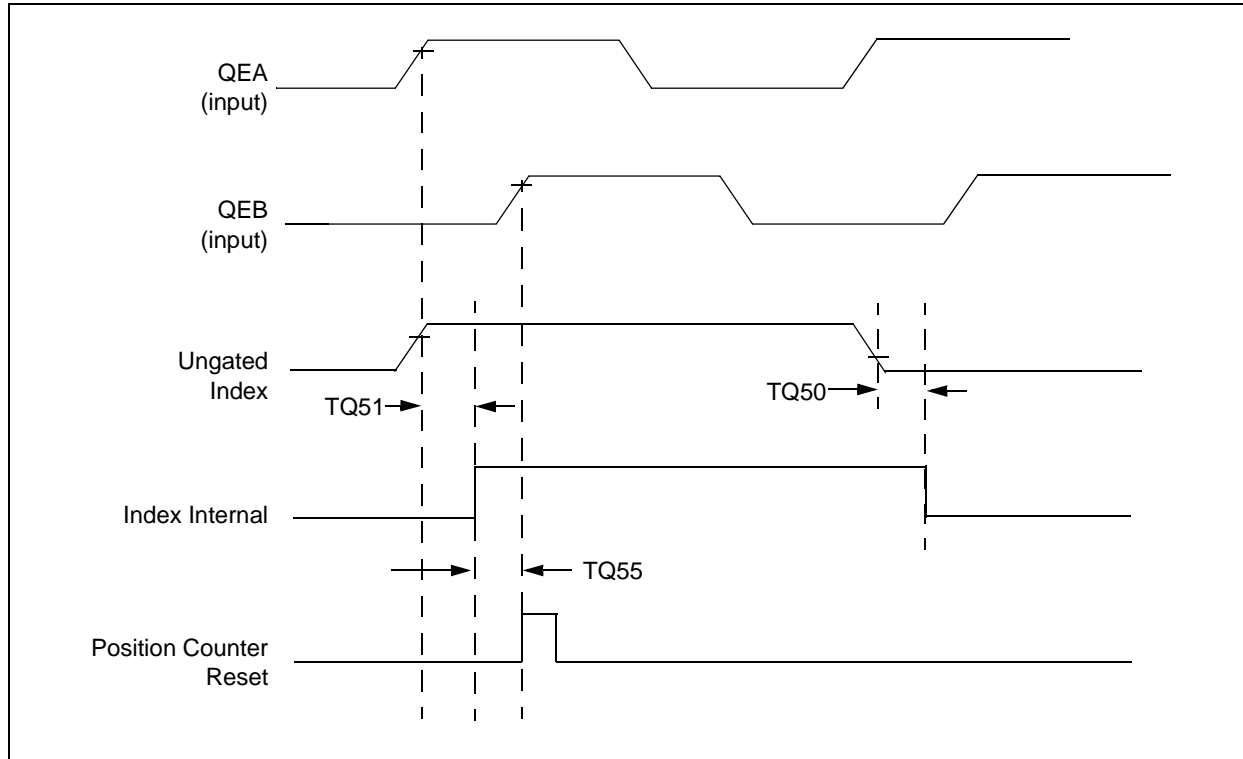 QEA
(input)
QEB
(input)
Ungated
Index
TQ51
TQ50
Index Internal
TQ55
Position Counter
Reset